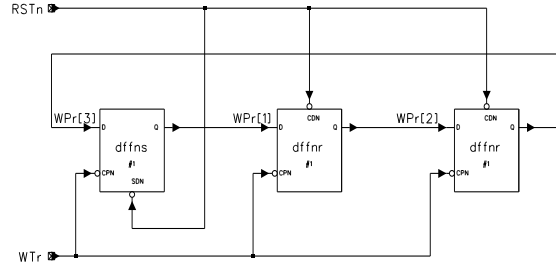 RSTn
CDN
CDN
WPr[3] D Q WPr[1] D Q WPr[2] D Q
dffns dffnr dffnr
#1 #1 #1
CPN SDN CPN CPN
WTr